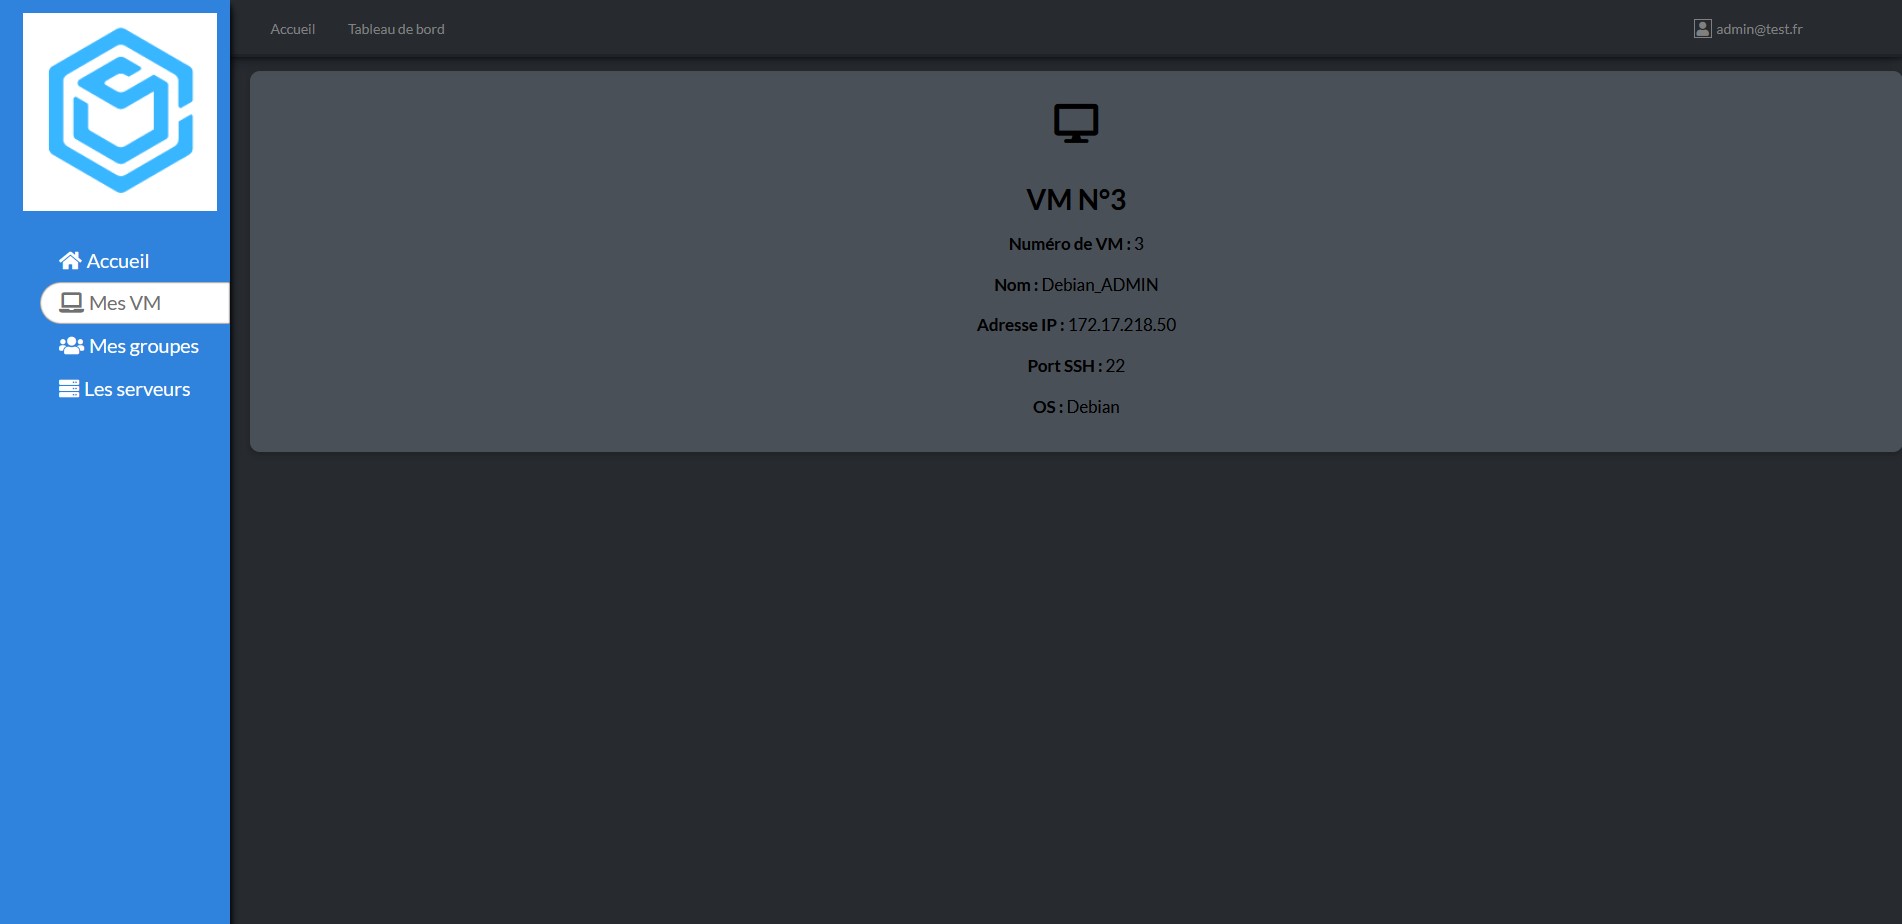 Accueil
Tableau de bord
admin@test.fr
Accueil
Mes VM
Mes groupes
Les serveurs
VM N°3
Numéro de VM : 3
Nom : Debian_ADMIN
Adresse IP : 172.17.218.50
Port SSH : 22
OS : Debian